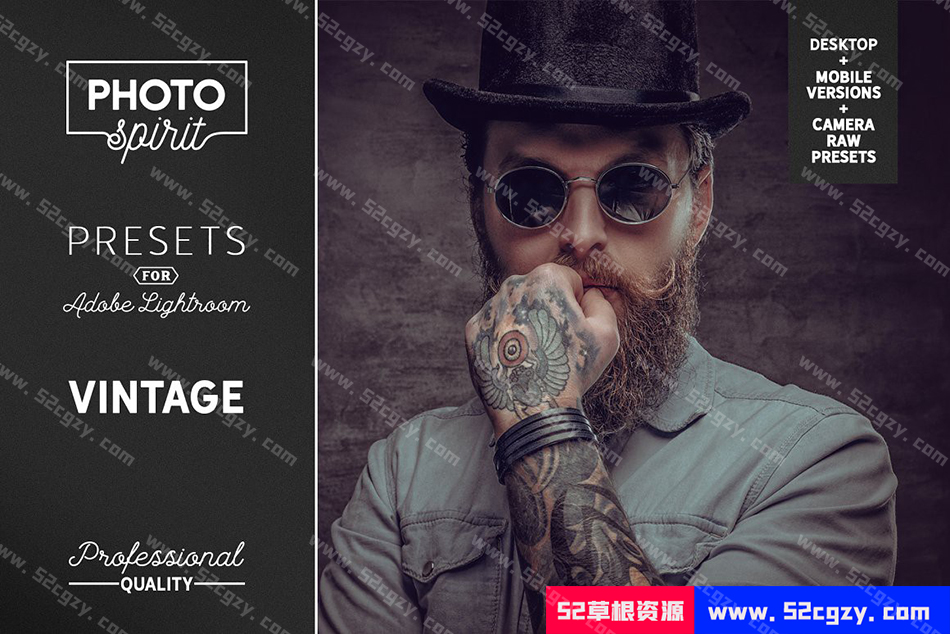 PHOTO
spirit
PRESETS
FOR
Adobe Lightroom
VINTAGE
Professional
QUALITY
DESKTOP
+
MOBILE
VERSIONS
+
CAMERA
RAW
PRESETS
52草根资源
www.52cgzy.com